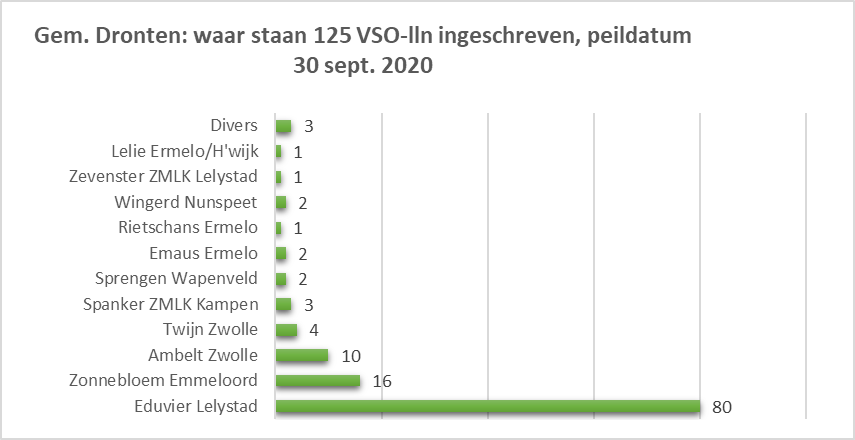 Gem. Dronten: waar staan 125 VSO-lln ingeschreven, peildatum
30 sept. 2020
Divers 3
Lelie Ermelo/H'wijk 1
Zevenster ZMLK Lelystad 1
Wingerd Nunspeet 2
Rietschans Ermelo 1
Emaus Ermelo 2
Sprengen Wapenveld 2
Spanker ZMLK Kampen 3
Twijn Zwolle 4
Ambelt Zwolle 10
Zonnebloem Emmeloord 16
Eduvier Lelystad 80